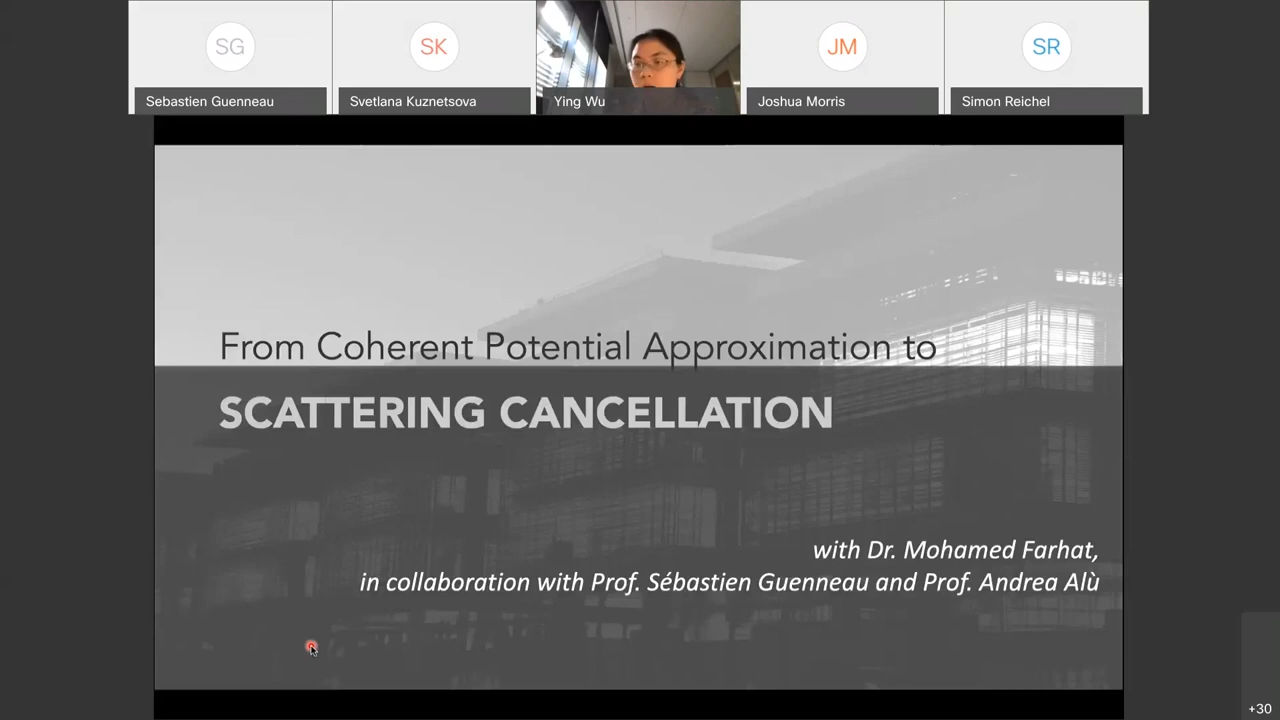 SG
SK
JM
SR
Sebastien Guenneau
Svetlana Kuznetsova
Ying Wu
Joshua Morris
Simon Reichel
From Coherent Potential Approximation to
SCATTERING CANCELLATION
with Dr. Mohamed Farhat,
in collaboration with Prof. Sébastien Guenneau and Prof. Andrea Alù
+30